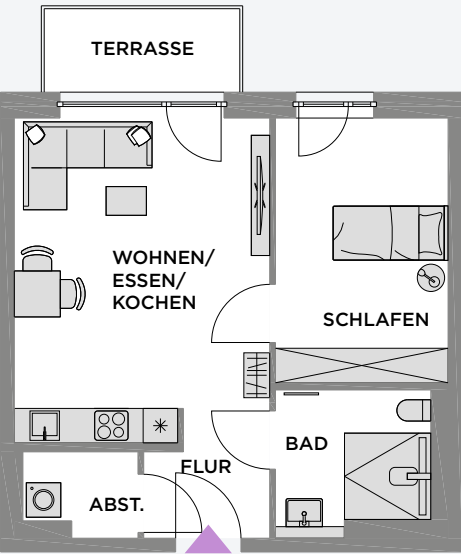 TERRASSE
WOHNEN/
ESSEN/
KOCHEN
SCHLAFEN
BAD
FLUR
ABST.